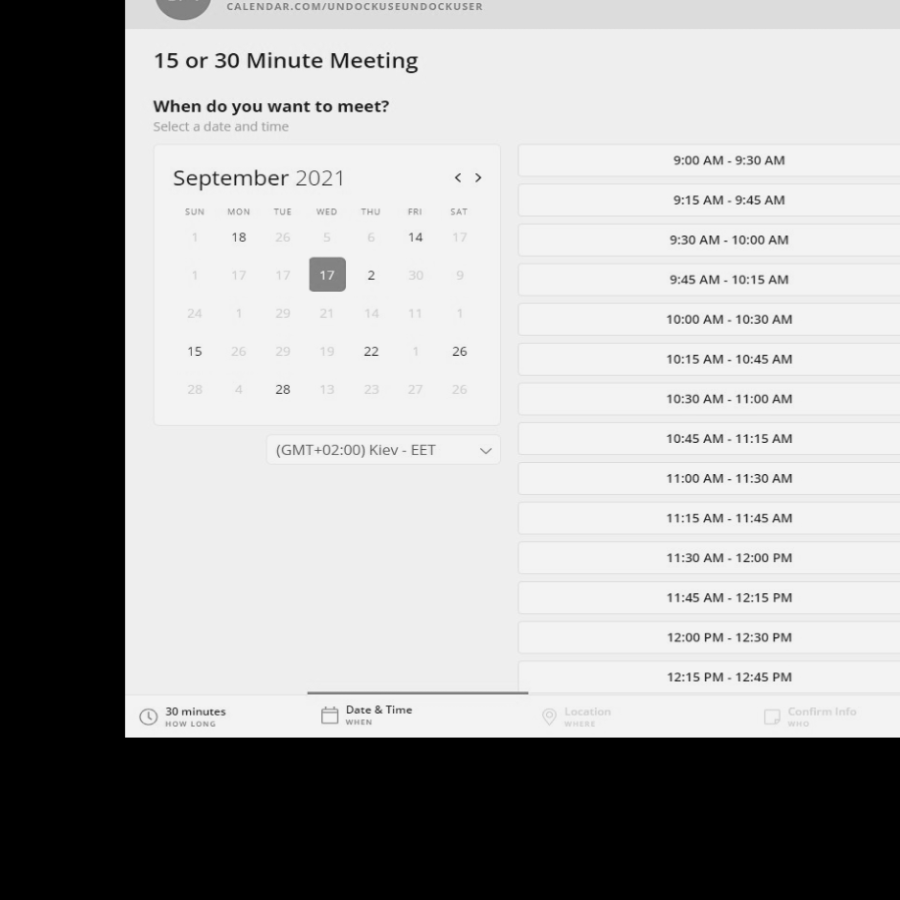 CALENDAR.COM/UNDOCKUSEUNDOCKUSER
15 or 30 Minute Meeting
When do you want to meet?
Select a date and time
September 2021 < >
SUN MON TUE WED THU FRI SAT
1 18 26 5 6 14 17
1 17 17 17 2 30 9
24 1 29 21 14 11 1
15 26 29 19 22 1 26
28 4 28 13 23 27 26
(GMT+02:00) Kiev - EET
9:00 AM - 9:30 AM
9:15 AM - 9:45 AM
9:30 AM - 10:00 AM
9:45 AM - 10:15 AM
10:00 AM - 10:30 AM
10:15 AM - 10:45 AM
10:30 AM - 11:00 AM
10:45 AM - 11:15 AM
11:00 AM - 11:30 AM
11:15 AM - 11:45 AM
11:30 AM - 12:00 PM
11:45 AM - 12:15 PM
12:00 PM - 12:30 PM
12:15 PM - 12:45 PM
30 minutes
HOW LONG
Date & Time
WHEN
Location
WHERE
Confirm Info
WHO